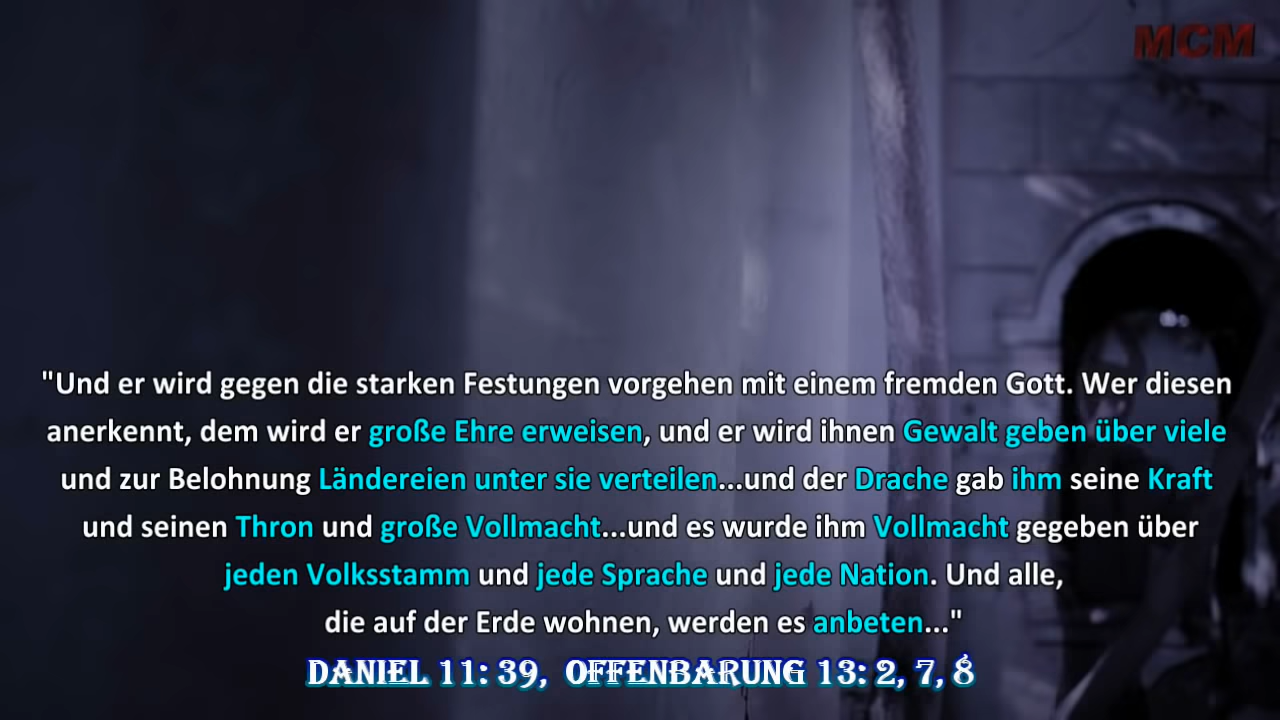 MCM
"Und er wird gegen die starken Festungen vorgehen mit einem fremden Gott. Wer diesen
anerkennt, dem wird er große Ehre erweisen, und er wird ihnen Gewalt geben über viele
und zur Belohnung Ländereien unter sie verteilen...und der Drache gab ihm seine Kraft
und seinen Thron und große Vollmacht...und es wurde ihm Vollmacht gegeben über
jeden Volksstamm und jede Sprache und jede Nation. Und alle,
die auf der Erde wohnen, werden es anbeten..."
DANIEL 11: 39, OFFENBARUNG 13: 2, 7, 8